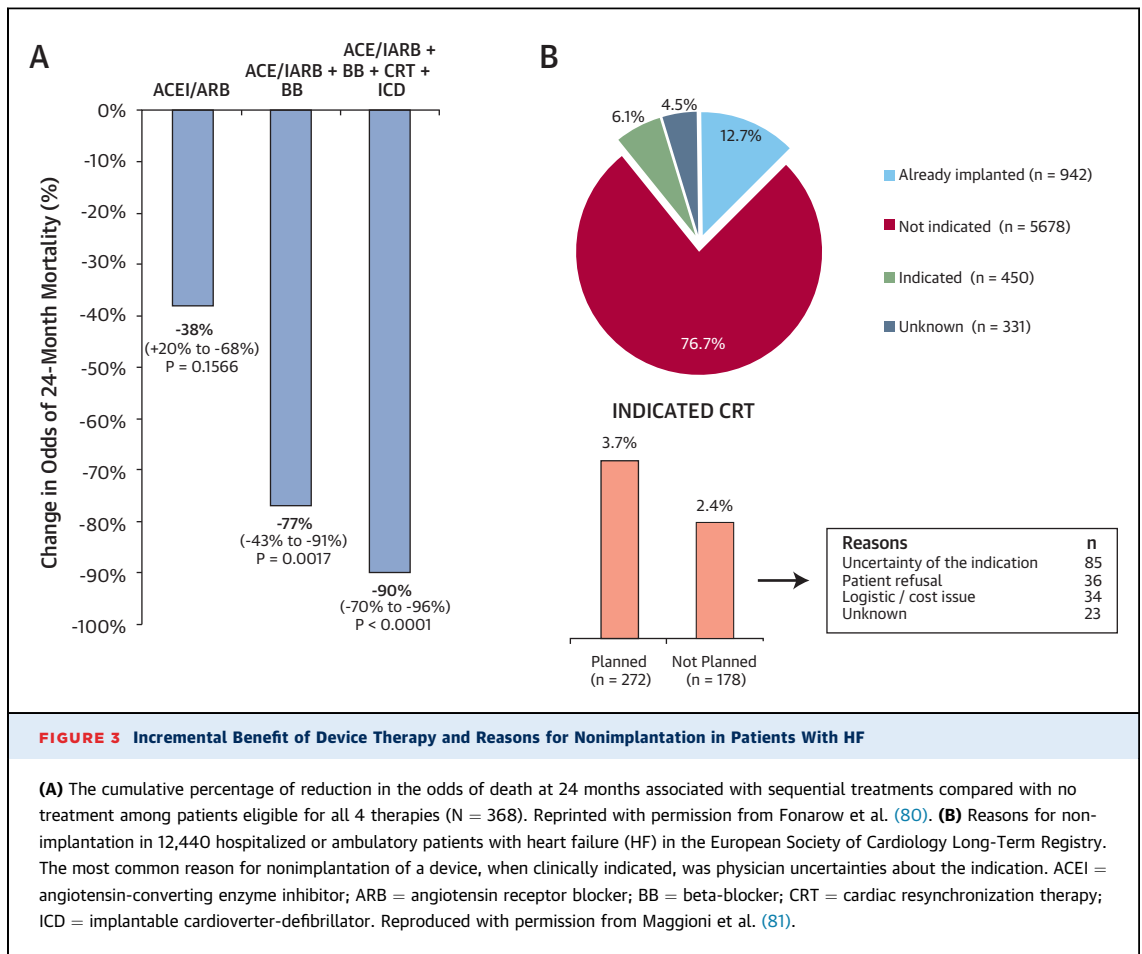 A
ACEI/ARB
ACE/IARB +
BB
ACE/IARB +
BB + CRT +
ICD
Change in Odds of 24-Month Mortality (%)
0%
-10%
-20%
-30%
-40%
-50%
-60%
-70%
-80%
-90%
-100%
-38%
(+20% to -68%)
P = 0.1566
-77%
(-43% to -91%)
P = 0.0017
-90%
(-70% to -96%)
P < 0.0001
B
6.1%
4.5%
12.7%
76.7%
Already implanted (n = 942)
Not indicated (n = 5678)
Indicated (n = 450)
Unknown (n = 331)
INDICATED CRT
3.7%
2.4%
Planned
(n = 272)
Not Planned
(n = 178)
Reasons n
Uncertainty of the indication 85
Patient refusal 36
Logistic / cost issue 34
Unknown 23
FIGURE 3 Incremental Benefit of Device Therapy and Reasons for Nonimplantation in Patients With HF
(A) The cumulative percentage of reduction in the odds of death at 24 months associated with sequential treatments compared with no
treatment among patients eligible for all 4 therapies (N = 368). Reprinted with permission from Fonarow et al. (80). (B) Reasons for non-
implantation in 12,440 hospitalized or ambulatory patients with heart failure (HF) in the European Society of Cardiology Long-Term Registry.
The most common reason for nonimplantation of a device, when clinically indicated, was physician uncertainties about the indication. ACEI =
angiotensin-converting enzyme inhibitor; ARB = angiotensin receptor blocker; BB = beta-blocker; CRT = cardiac resynchronization therapy;
ICD = implantable cardioverter-defibrillator. Reproduced with permission from Maggioni et al. (81).